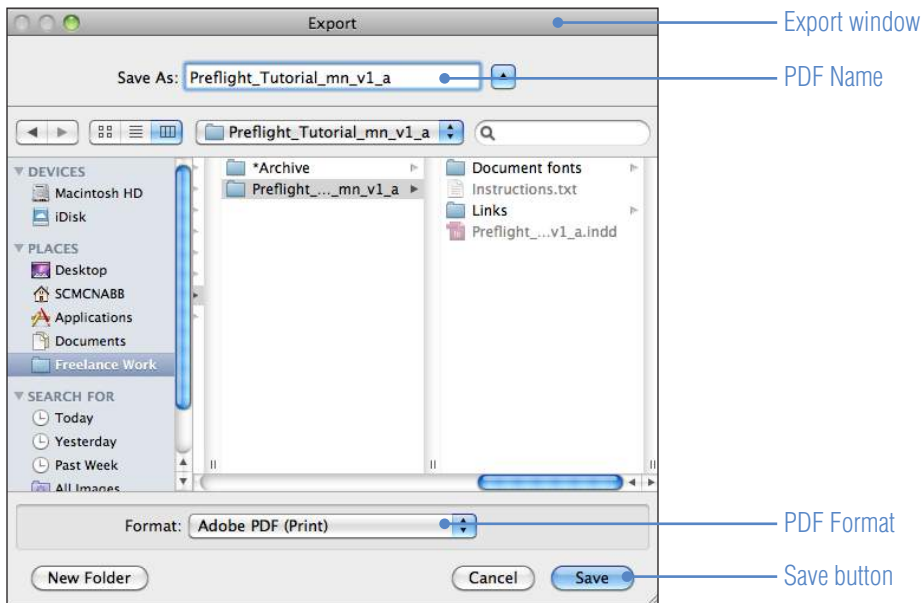 Export
Export window
Save As: Preflight_Tutorial_mn_v1_a
PDF Name
Preflight_Tutorial_mn_v1_a
DEVICES
Macintosh HD
iDisk
PLACES
Desktop
SCMCNABB
Applications
Documents
Freelance Work
SEARCH FOR
Today
Yesterday
Past Week
All Images
*Archive
Preflight_..._mn_v1_a
Document fonts
Instructions.txt
Links
Preflight_...v1_a.indd
Format: Adobe PDF (Print)
PDF Format
New Folder
Cancel
Save
Save button